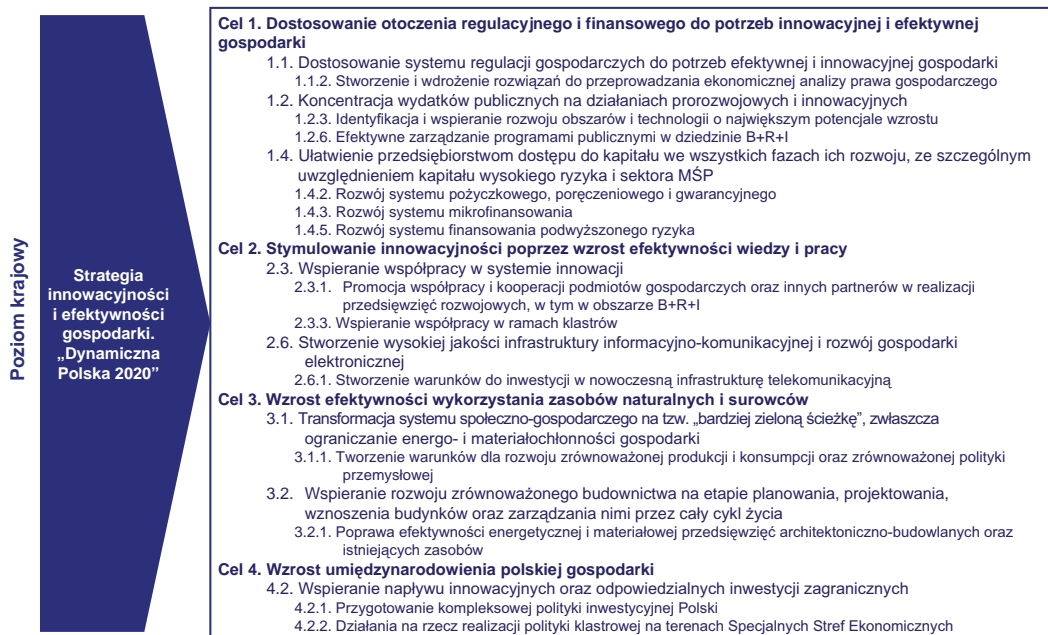 Poziom krajowy
Strategia
innowacyjności
i efektywności
gospodarki.
„Dynamiczna
Polska 2020”
Cel 1. Dostosowanie otoczenia regulacyjnego i finansowego do potrzeb innowacyjnej i efektywnej
gospodarki
1.1. Dostosowanie systemu regulacji gospodarczych do potrzeb efektywnej i innowacyjnej gospodarki
1.1.2. Stworzenie i wdrożenie rozwiązań do przeprowadzania ekonomicznej analizy prawa gospodarczego
1.2. Koncentracja wydatków publicznych na działaniach prorozwojowych i innowacyjnych
1.2.3. Identyfikacja i wspieranie rozwoju obszarów i technologii o największym potencjale wzrostu
1.2.6. Efektywne zarządzanie programami publicznymi w dziedzinie B+R+I
1.4. Ułatwienie przedsiębiorstwom dostępu do kapitału we wszystkich fazach ich rozwoju, ze szczególnym
uwzględnieniem kapitału wysokiego ryzyka i sektora MŚP
1.4.2. Rozwój systemu pożyczkowego, poręczeniowego i gwarancyjnego
1.4.3. Rozwój systemu mikrofinansowania
1.4.5. Rozwój systemu finansowania podwyższonego ryzyka
Cel 2. Stymulowanie innowacyjności poprzez wzrost efektywności wiedzy i pracy
2.3. Wspieranie współpracy w systemie innowacji
2.3.1. Promocja współpracy i kooperacji podmiotów gospodarczych oraz innych partnerów w realizacji
przedsięwzięć rozwojowych, w tym w obszarze B+R+I
2.3.3. Wspieranie współpracy w ramach klastrów
2.6. Stworzenie wysokiej jakości infrastruktury informacyjno-komunikacyjnej i rozwój gospodarki
elektronicznej
2.6.1. Stworzenie warunków do inwestycji w nowoczesną infrastrukturę telekomunikacyjną
Cel 3. Wzrost efektywności wykorzystania zasobów naturalnych i surowców
3.1. Transformacja systemu społeczno-gospodarczego na tzw. „bardziej zieloną ścieżkę”, zwłaszcza
ograniczanie energo- i materiałochłonności gospodarki
3.1.1. Tworzenie warunków dla rozwoju zrównoważonej produkcji i konsumpcji oraz zrównoważonej polityki
przemysłowej
3.2. Wspieranie rozwoju zrównoważonego budownictwa na etapie planowania, projektowania,
wznoszenia budynków oraz zarządzania nimi przez cały cykl życia
3.2.1. Poprawa efektywności energetycznej i materiałowej przedsięwzięć architektoniczno-budowlanych oraz
istniejących zasobów
Cel 4. Wzrost umiędzynarodowienia polskiej gospodarki
4.2. Wspieranie napływu innowacyjnych oraz odpowiedzialnych inwestycji zagranicznych
4.2.1. Przygotowanie kompleksowej polityki inwestycyjnej Polski
4.2.2. Działania na rzecz realizacji polityki klastrowej na terenach Specjalnych Stref Ekonomicznych